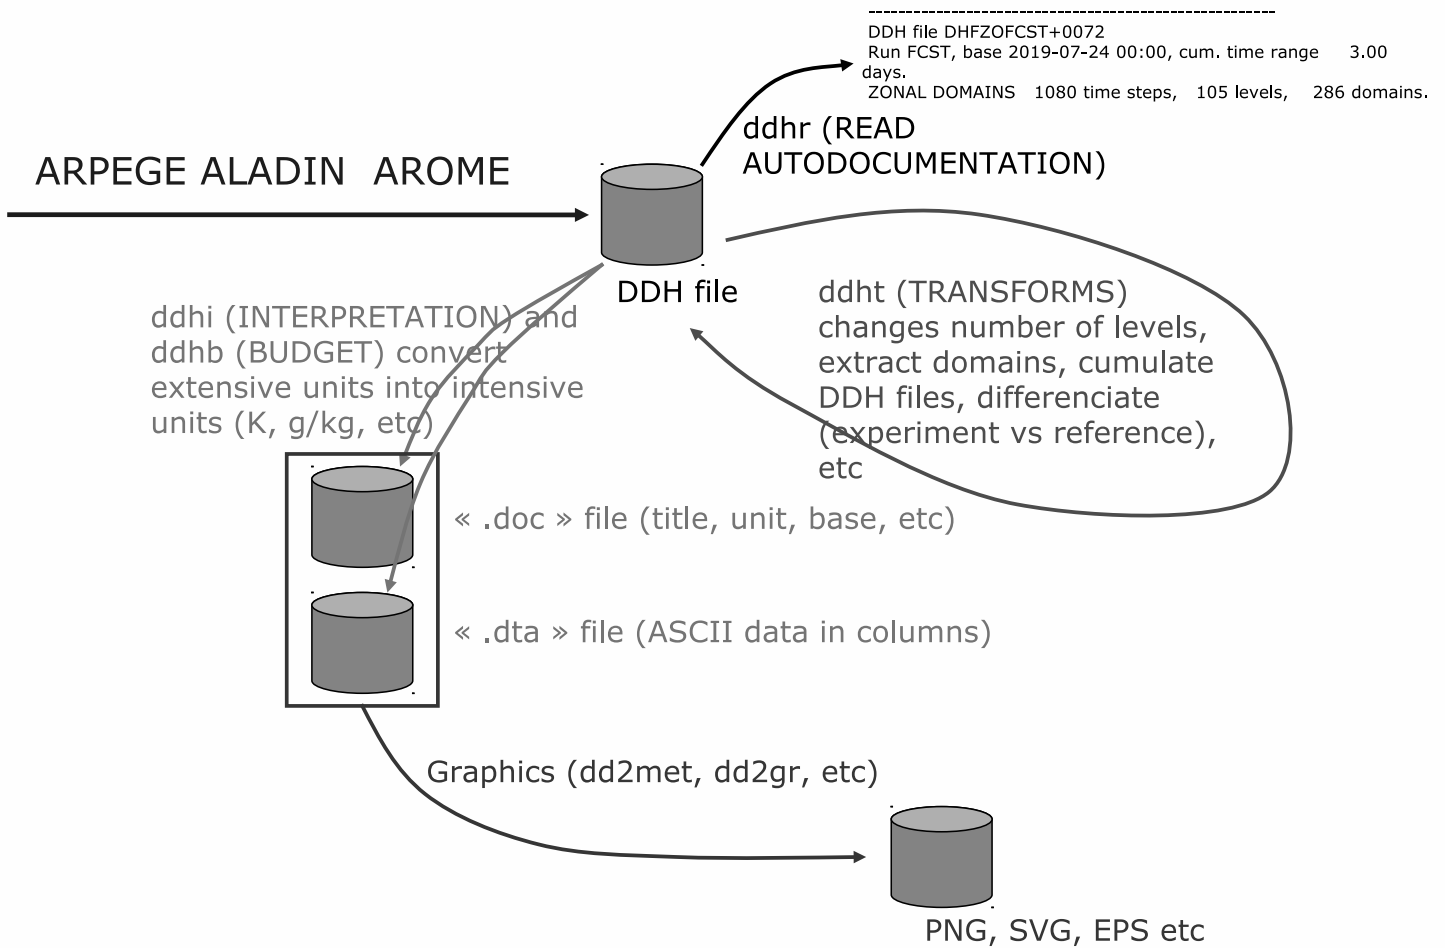 --------------------------------------------------------
DDH file DHFZOFCST+0072
Run FCST, base 2019-07-24 00:00, cum. time range 3.00
days.
ZONAL DOMAINS 1080 time steps, 105 levels, 286 domains.
ddhr (READ
AUTODOCUMENTATION)
ARPEGE ALADIN AROME
DDH file
ddht (TRANSFORMS)
changes number of levels,
extract domains, cumulate
DDH files, differenciate
(experiment vs reference),
etc
ddhi (INTERPRETATION) and
ddhb (BUDGET) convert
extensive units into intensive
units (K, g/kg, etc)
« .doc » file (title, unit, base, etc)
« .dta » file (ASCII data in columns)
Graphics (dd2met, dd2gr, etc)
PNG, SVG, EPS etc